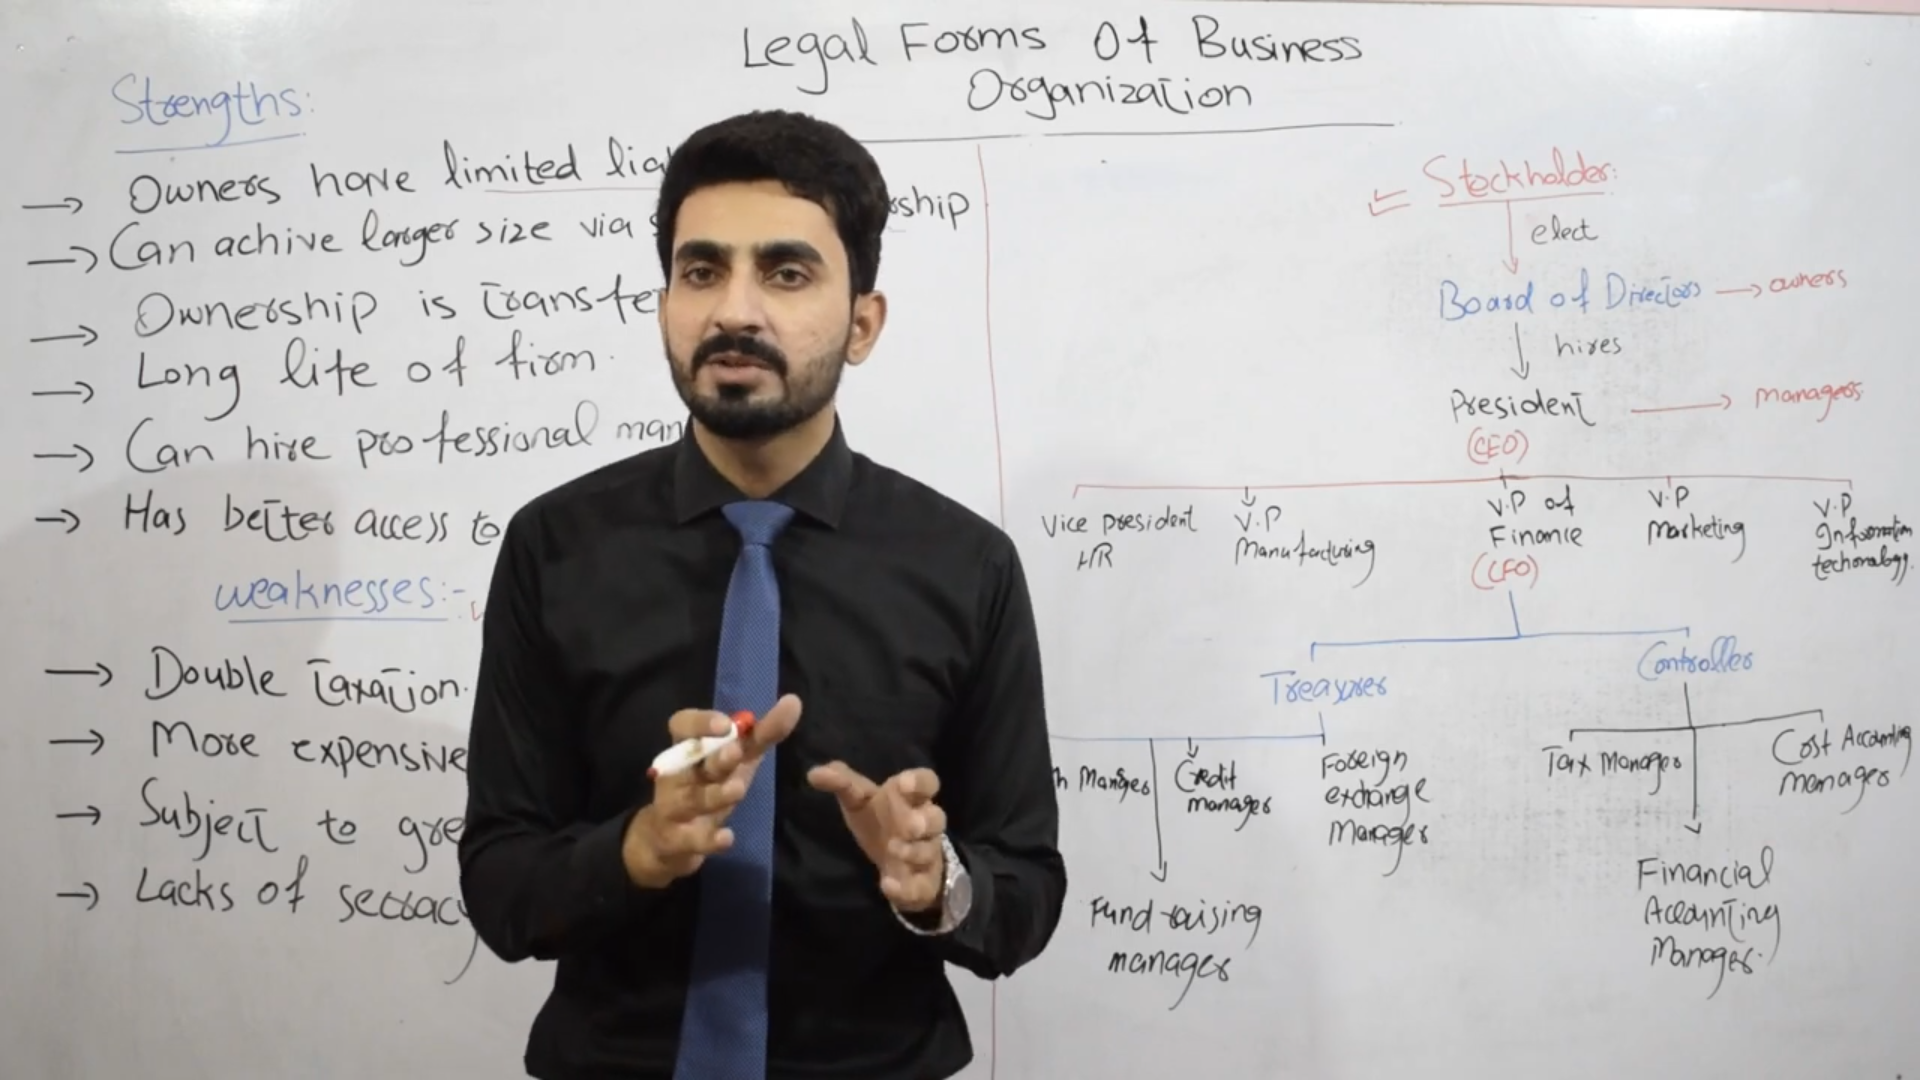 Legal Forms Of Business
Organization
Strengths:
→ Owners have limited lia
→ Can achive larger size via s
ship
→ Ownership is transfe
→ Long life of firm.
→ Can hire professional man
→ Has better access to
weaknesses:-
→ Double Taxation.
→ More expensive
→ Subject to gre
→ Lacks of secracy
Stockholder:
elect
Board of Directors → owners
hires
President → managers
(CEO)
Vice president
HR
V.P
Manufacturing
V.P of
Finance
(CFO)
V.P
Marketing
V.P
Information
techonalogy.
Treasurer
Controller
h Manger
Credit
manager
Foreign
exchange
Manager
Fund raising
manager
Tax Manager
Cost Accounting
manager
Financial
Accounting
Manager.